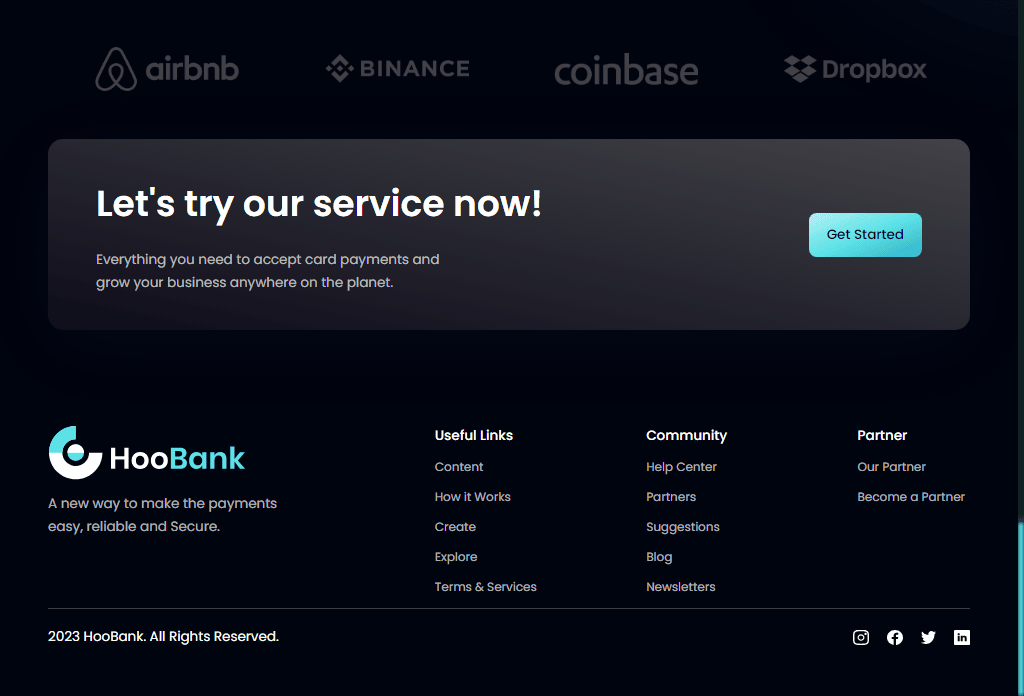 airbnb
BINANCE
coinbase
Dropbox
Let's try our service now!
Everything you need to accept card payments and
grow your business anywhere on the planet.
Get Started
HooBank
A new way to make the payments
easy, reliable and Secure.
Useful Links
Content
How it Works
Create
Explore
Terms & Services
Community
Help Center
Partners
Suggestions
Blog
Newsletters
Partner
Our Partner
Become a Partner
2023 HooBank. All Rights Reserved.
in